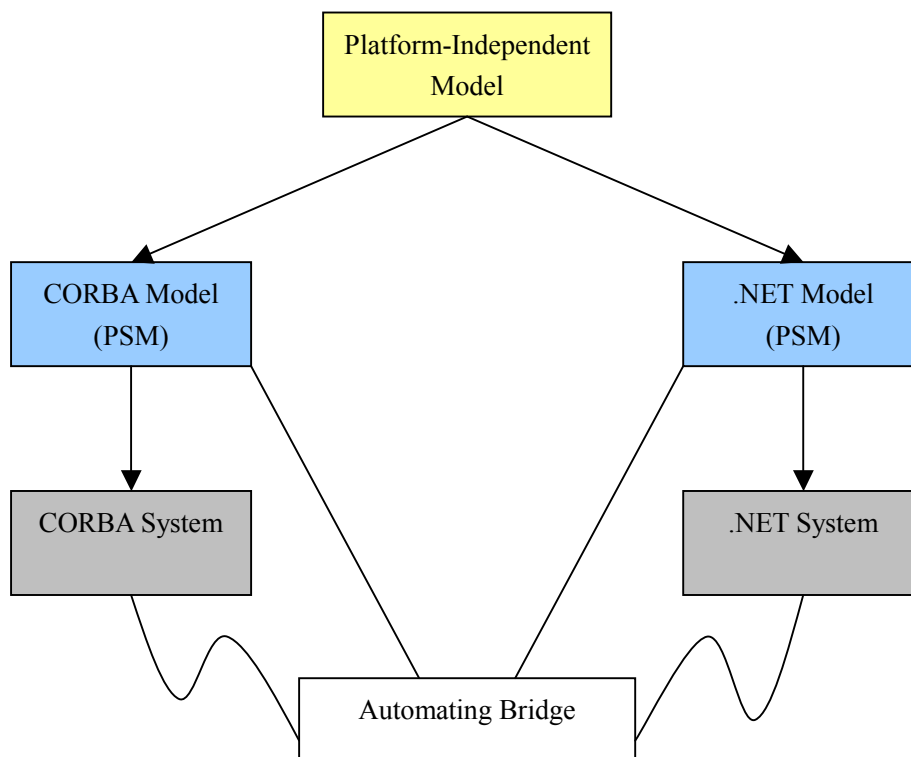 Platform-Independent
Model
CORBA Model
(PSM)
.NET Model
(PSM)
CORBA System
.NET System
Automating Bridge